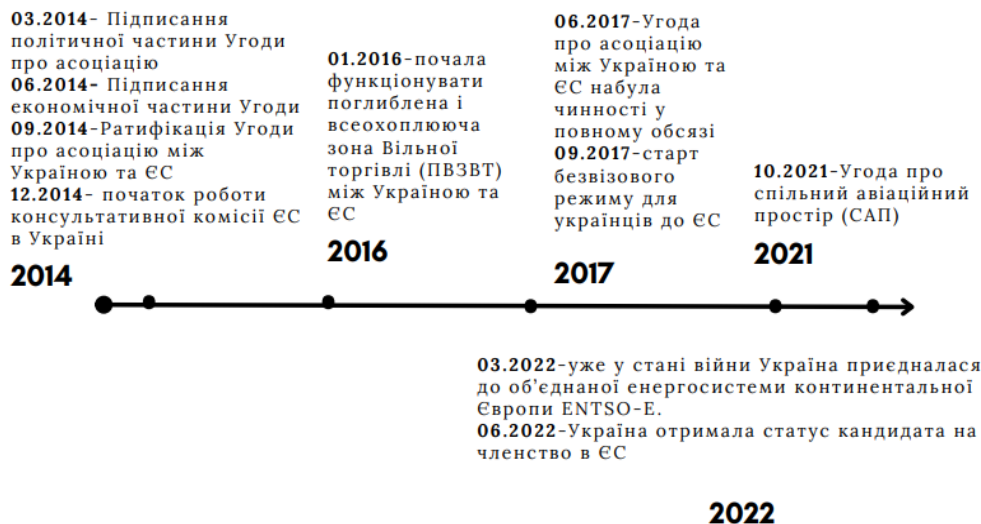 03.2014- Підписання
політичної частини Угоди
про асоціацію
06.2014- Підписання
економічної частини Угоди
09.2014-Ратифікація Угоди
про асоціацію між
Україною та ЄС
12.2014- початок роботи
консультативної комісії ЄС
в Україні
2014
01.2016-почала
функціонувати
поглиблена і
всеохоплююча
зона Вільної
торгівлі (ПВЗВТ)
між Україною та
ЄС
2016
06.2017-Угода
про асоціацію
між Україною та
ЄС набула
чинності у
повному обсязі
09.2017-старт
безвізового
режиму для
українців до ЄС
2017
10.2021-Угода про
спільний авіаційний
простір (САП)
2021
03.2022-уже у стані війни Україна приєдналася
до об’єднаної енергосистеми континентальної
Європи ENTSO-E.
06.2022-Україна отримала статус кандидата на
членство в ЄС
2022